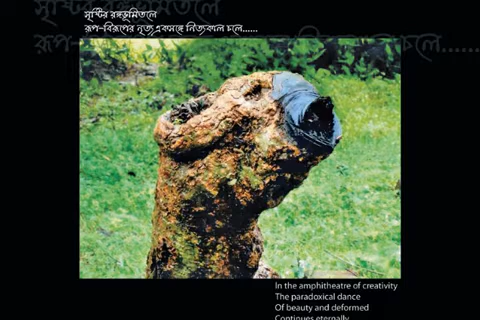 সৃষ্টির রঙ্গভূমিতলে
রূপ-বিরূপের নৃত্য একসঙ্গে নিত্যকাল চলে......
In the amphitheatre of creativity
The paradoxical dance
Of beauty and deformed
Continues eternally